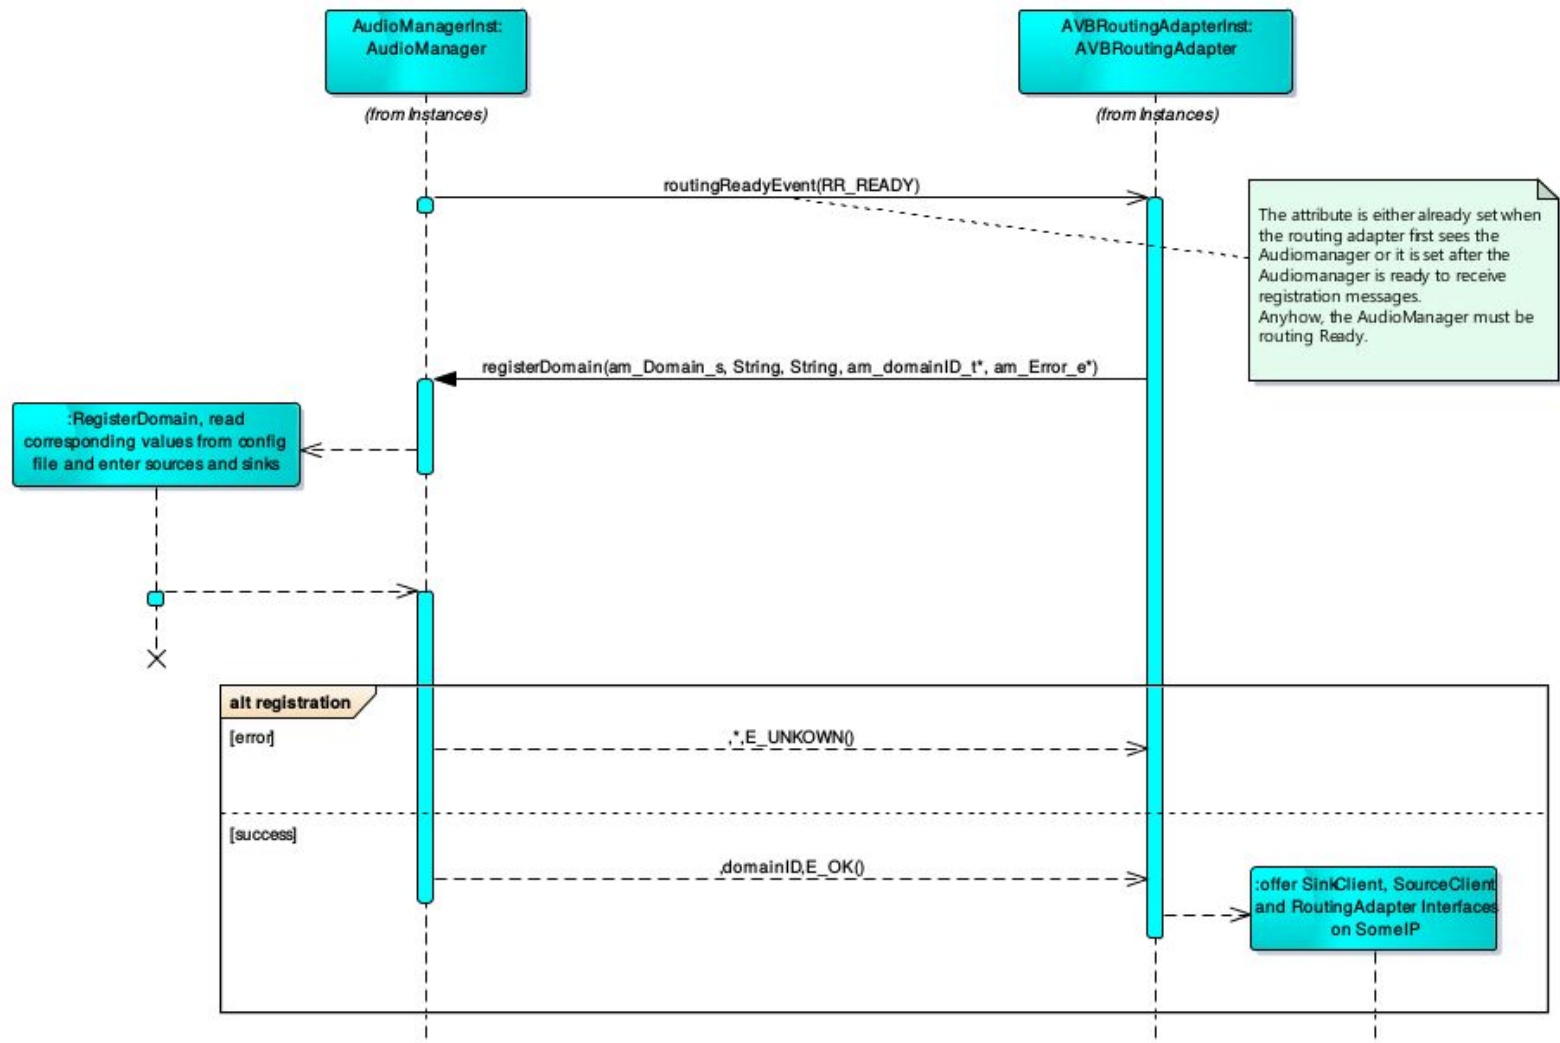 AudioManagerInst:
AudioManager
AVBRoutingAdapterInst:
AVBRoutingAdapter
(from Instances)
(from Instances)
routingReadyEvent(RR_READY)
The attribute is either already set when
the routing adapter first sees the
Audiomanager or it is set after the
Audiomanager is ready to receive
registration messages.
Anyhow, the AudioManager must be
routing Ready.
registerDomain(am_Domain_s, String, String, am_domainID_t*, am_Error_e*)
:RegisterDomain, read
corresponding values from config
file and enter sources and sinks
alt registration
[error]
,*,E_UNKOWN()
[success]
,domainID,E_OK()
:offer SinkClient, SourceClient
and RoutingAdapter Interfaces
on SomeIP